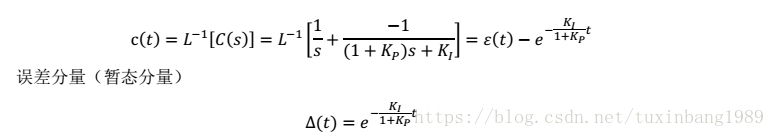 c(t) = L⁻¹[C(s)] = L⁻¹[1/s + −1/((1 + K_P)s + K_I)] = ε(t) − e^(−(K_I/(1+K_P))t)
误差分量（暂态分量）
Δ(t) = e^(−(K_I/(1+K_P))t)
https://blog.csdn.net/tuxinbang1989